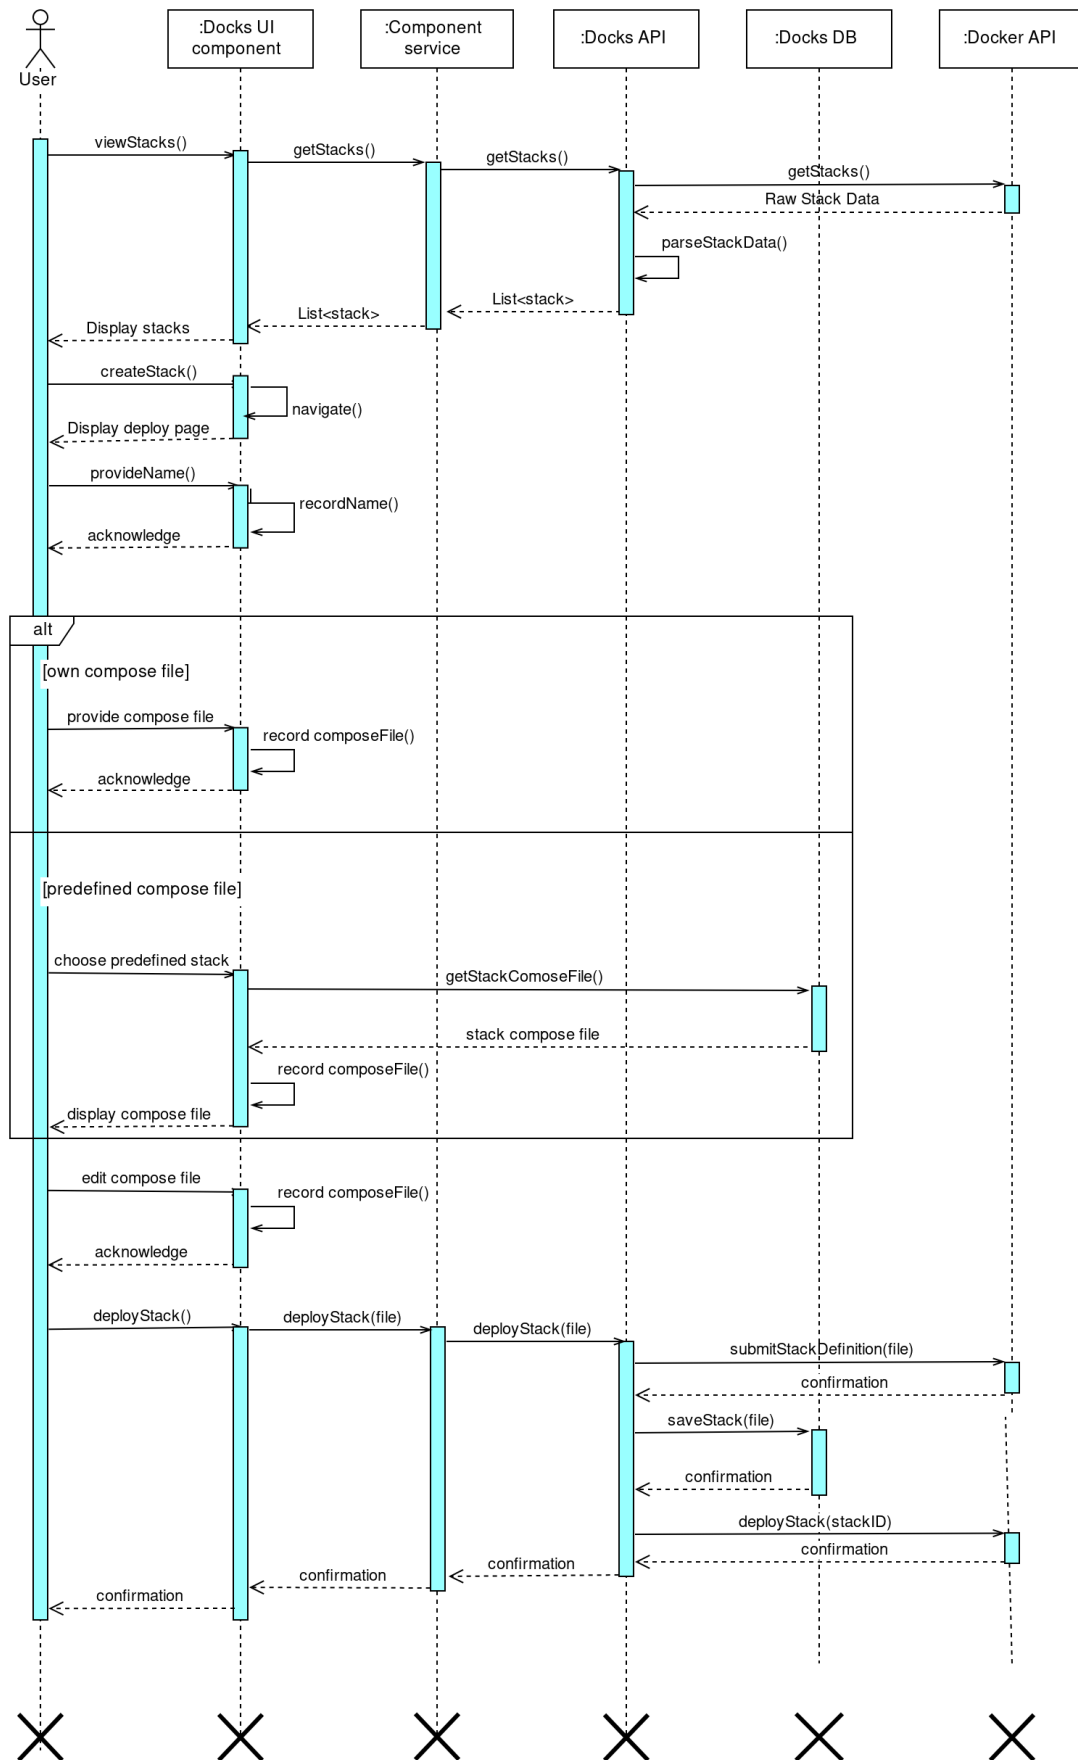 :Docks UI
component
:Component
service
:Docks API
:Docks DB
:Docker API
User
viewStacks()
getStacks()
getStacks()
getStacks()
Raw Stack Data
parseStackData()
List<stack>
List<stack>
Display stacks
createStack()
navigate()
Display deploy page
provideName()
recordName()
acknowledge
alt
[own compose file]
provide compose file
record composeFile()
acknowledge
[predefined compose file]
choose predefined stack
getStackComoseFile()
stack compose file
record composeFile()
display compose file
edit compose file
record composeFile()
acknowledge
deployStack()
deployStack(file)
deployStack(file)
submitStackDefinition(file)
confirmation
saveStack(file)
confirmation
deployStack(stackID)
confirmation
confirmation
confirmation
confirmation